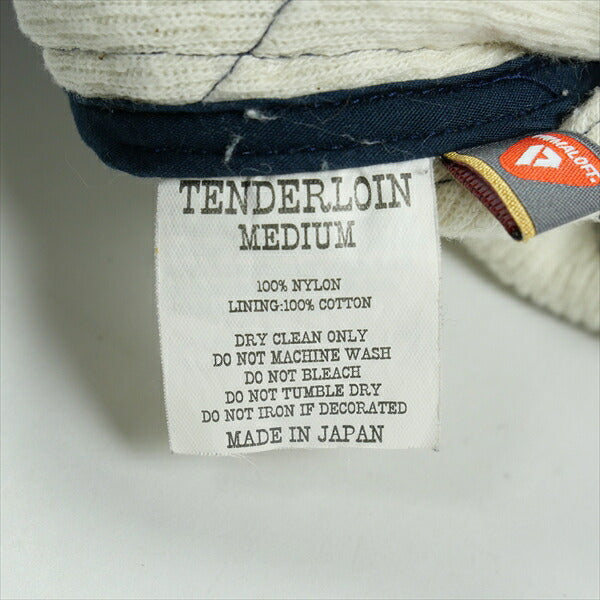 TENDERLOIN
MEDIUM
100% NYLON
LINING:100% COTTON
DRY CLEAN ONLY
DO NOT MACHINE WASH
DO NOT BLEACH
DO NOT TUMBLE DRY
DO NOT IRON IF DECORATED
MADE IN JAPAN